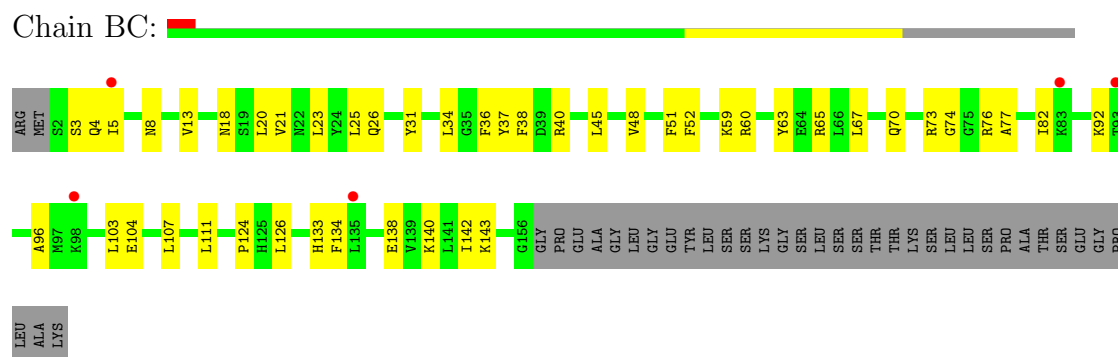 Chain BC:
ARG MET S2 S3 Q4 I5 N8 V13 N18 S19 L20 V21 N22 L23 Y24 L25 Q26 Y31 L34 G35 F36 Y37 F38 D39 R40 L45 V48 F51 F52 K59 R60 Y63 E64 R65 L66 L67 Q70 R73 G74 G75 R76 A77 I82 K83 K92 T93
A96 M97 K98 L103 E104 L107 L111 P124 H125 L126 H133 F134 L135 E138 V139 K140 L141 I142 K143 G156 GLY PRO GLU ALA GLY LEU GLY GLU TYR LEU SER SER LYS GLY SER LEU SER SER THR THR LYS SER LEU LEU SER PRO ALA THR SER GLU GLY PRO
LEU ALA LYS